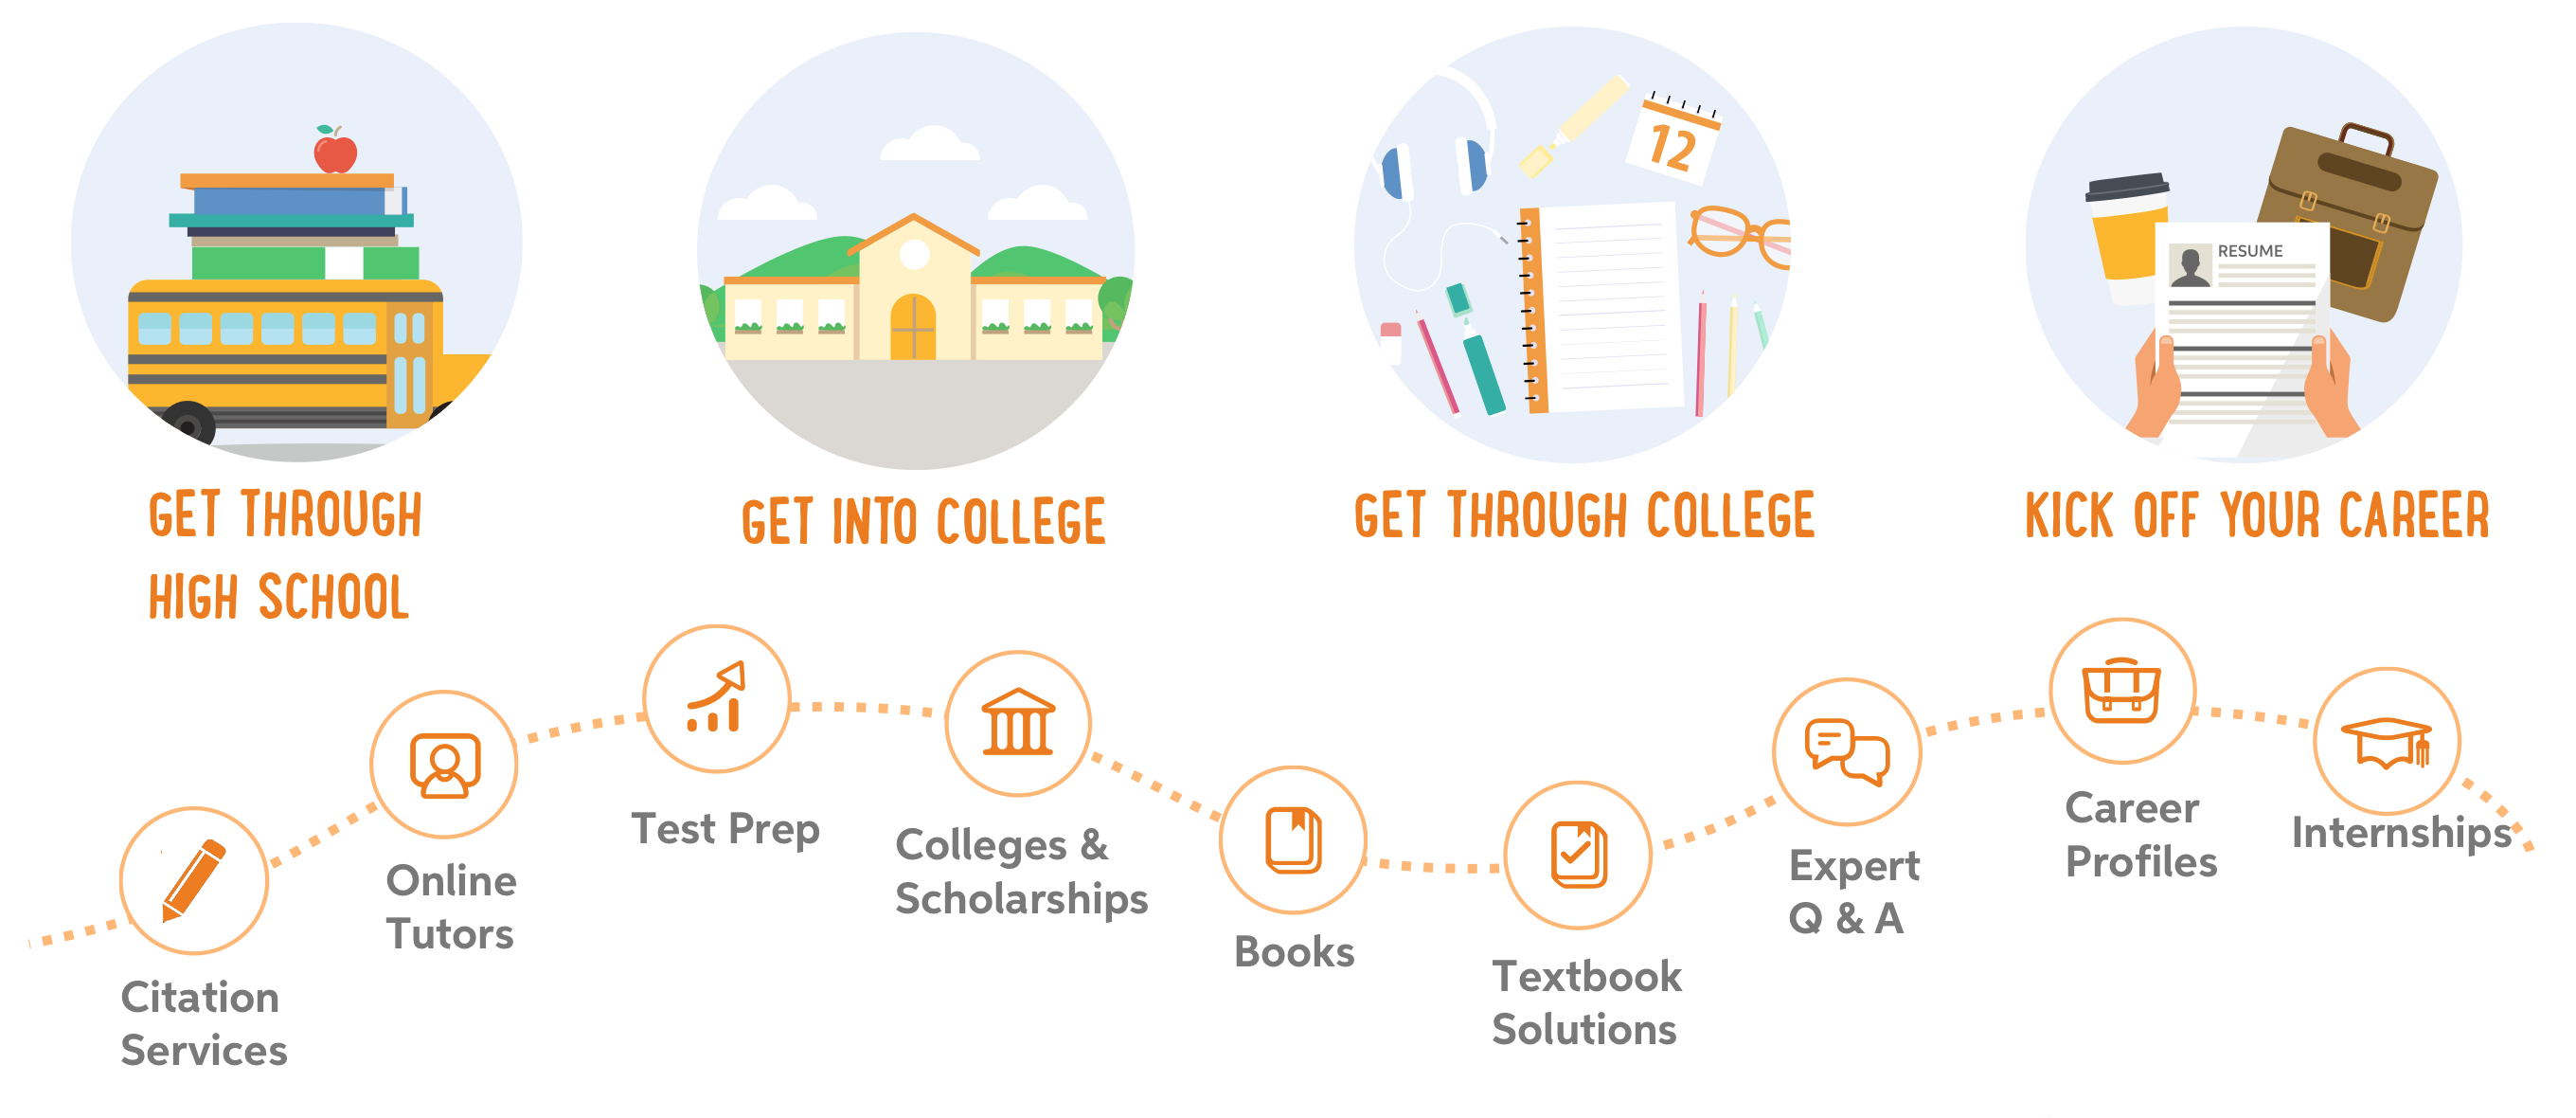 12
RESUME
GET THROUGH
HIGH SCHOOL
GET INTO COLLEGE
GET THROUGH COLLEGE
KICK OFF YOUR CAREER
Citation
Services
Online
Tutors
Test Prep
Colleges &
Scholarships
Books
Textbook
Solutions
Expert
Q & A
Career
Profiles
Internships